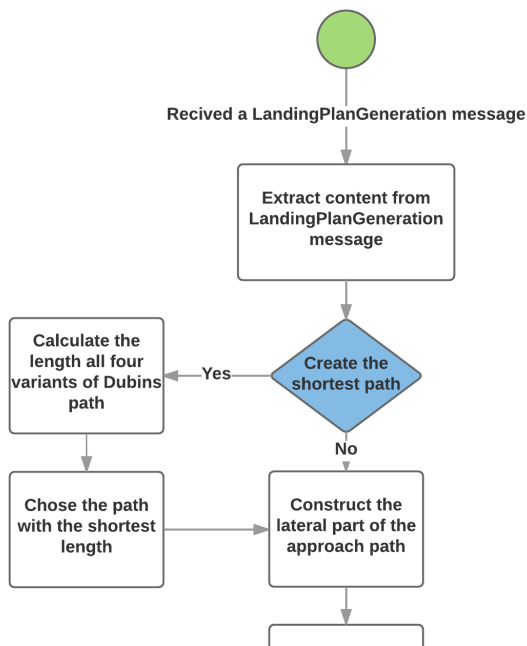 Recived a LandingPlanGeneration message
Extract content from
LandingPlanGeneration
message
Create the
shortest path
Yes
Calculate the
length all four
variants of Dubins
path
No
Chose the path
with the shortest
length
Construct the
lateral part of the
approach path